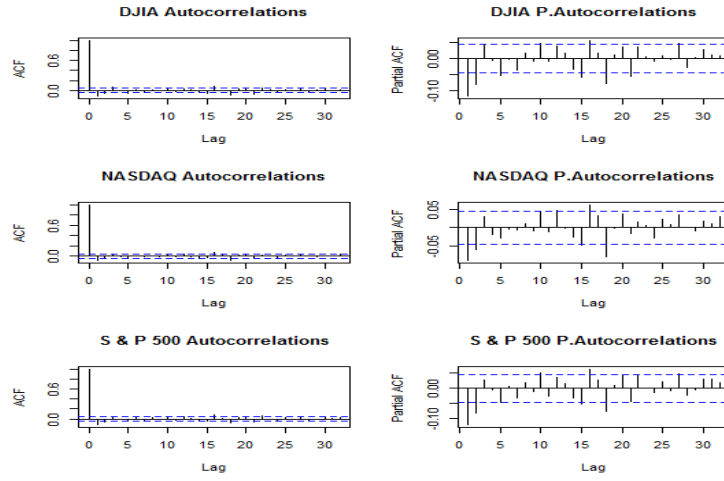 DJIA Autocorrelations
DJIA P.Autocorrelations
ACF
0.0 0.6
0 5 10 15 20 25 30
Lag
Partial ACF
-0.10 0.00
0 5 10 15 20 25 30
Lag
NASDAQ Autocorrelations
NASDAQ P.Autocorrelations
ACF
0.0 0.6
0 5 10 15 20 25 30
Lag
Partial ACF
-0.05 0.05
0 5 10 15 20 25 30
Lag
S & P 500 Autocorrelations
S & P 500 P.Autocorrelations
ACF
0.0 0.6
0 5 10 15 20 25 30
Lag
Partial ACF
-0.10 0.00
0 5 10 15 20 25 30
Lag